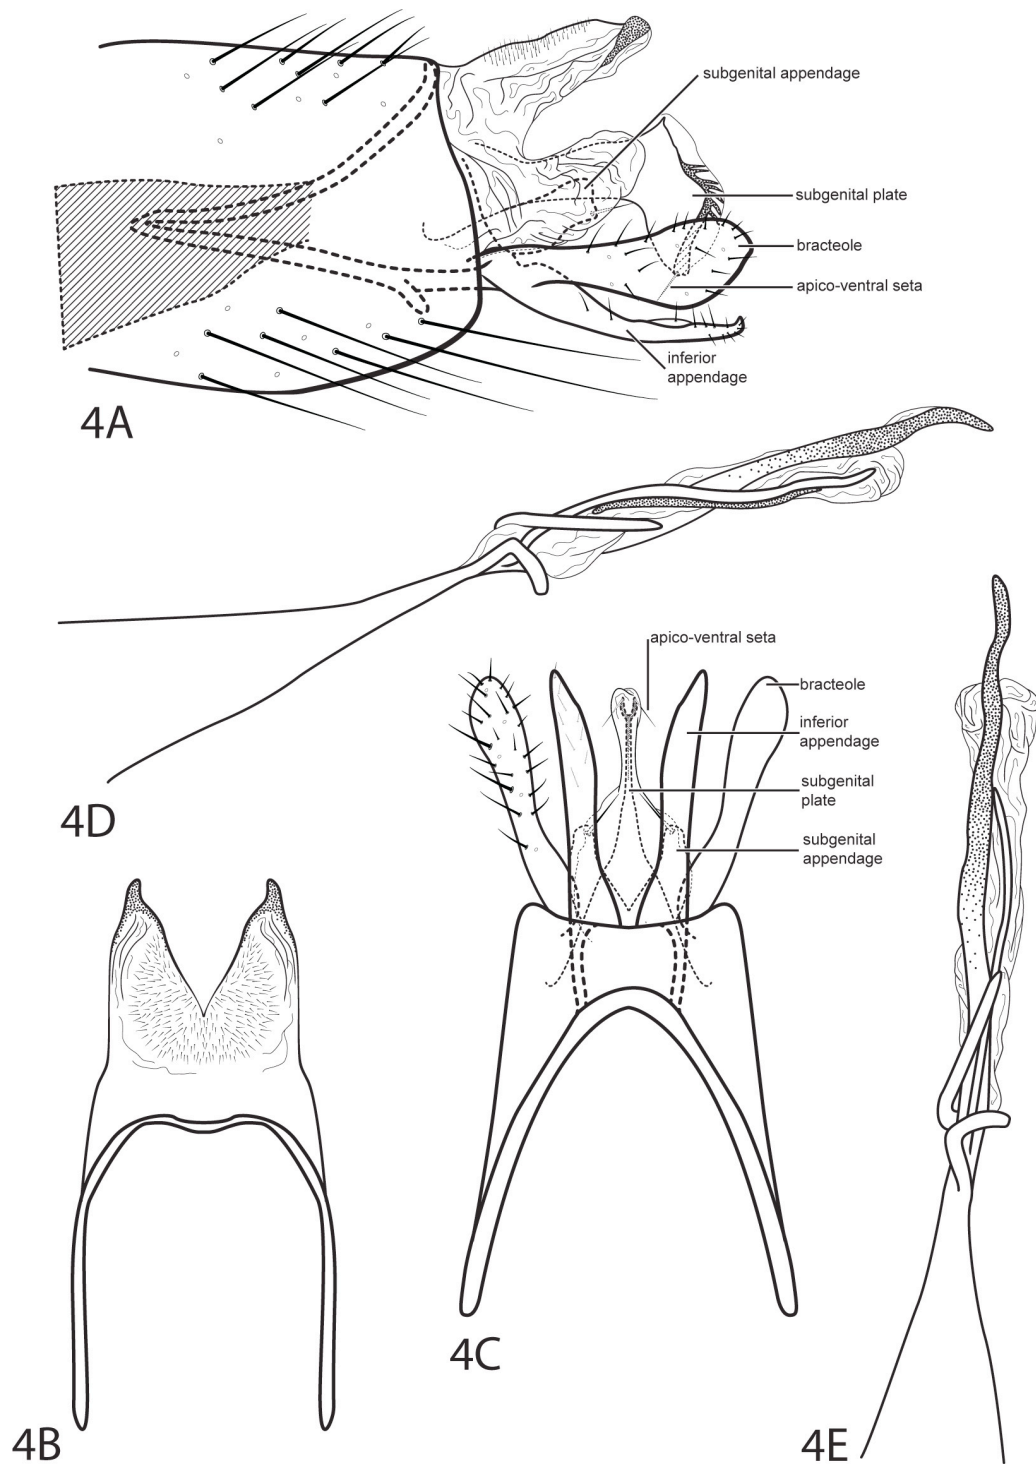 subgenital appendage
subgenital plate
bracteole
apico-ventral seta
inferior
appendage
4A
4D
apico-ventral seta
bracteole
inferior
appendage
subgenital
plate
subgenital
appendage
4B
4C
4E